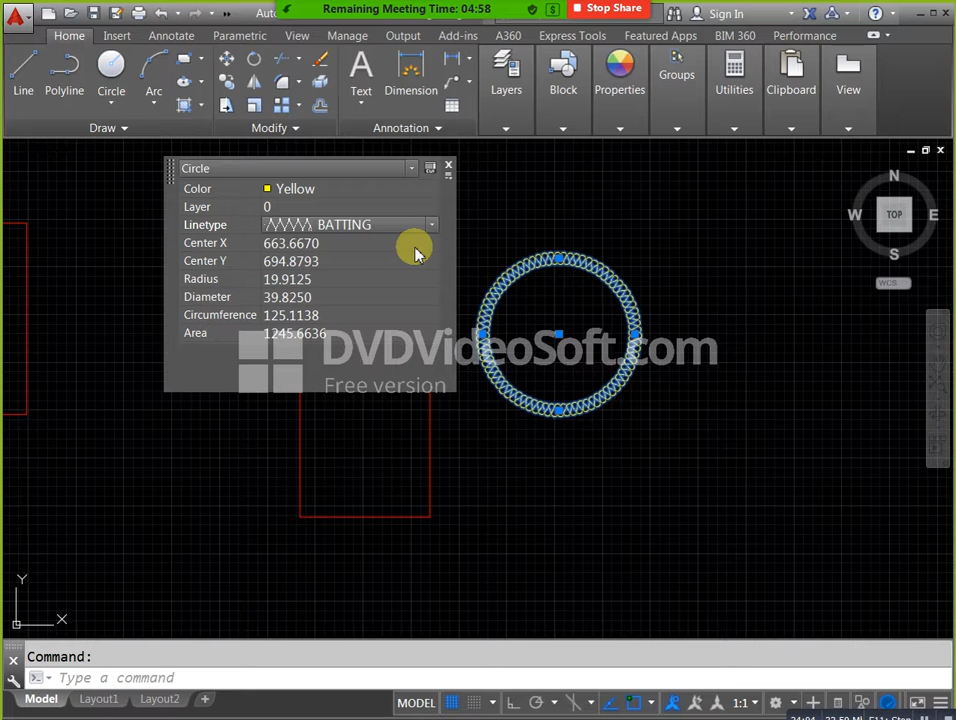 Remaining Meeting Time: 04:58
$
Stop Share
Sign In
?
Home Insert Annotate Parametric View Manage Output Add-ins A360 Express Tools Featured Apps BIM 360 Performance
Line Polyline Circle Arc
A
Text Dimension Layers Block Properties Groups Utilities Clipboard View
Draw Modify Annotation
Circle
Color Yellow
Layer 0
Linetype BATTING
Center X 663.6670
Center Y 694.8793
Radius 19.9125
Diameter 39.8250
Circumference 125.1138
Area 1245.6636
N
W TOP E
S
WCS
DVDVideoSoft.com
Free version
Y
X
Command:
Type a command
Model Layout1 Layout2 +
MODEL 1:1